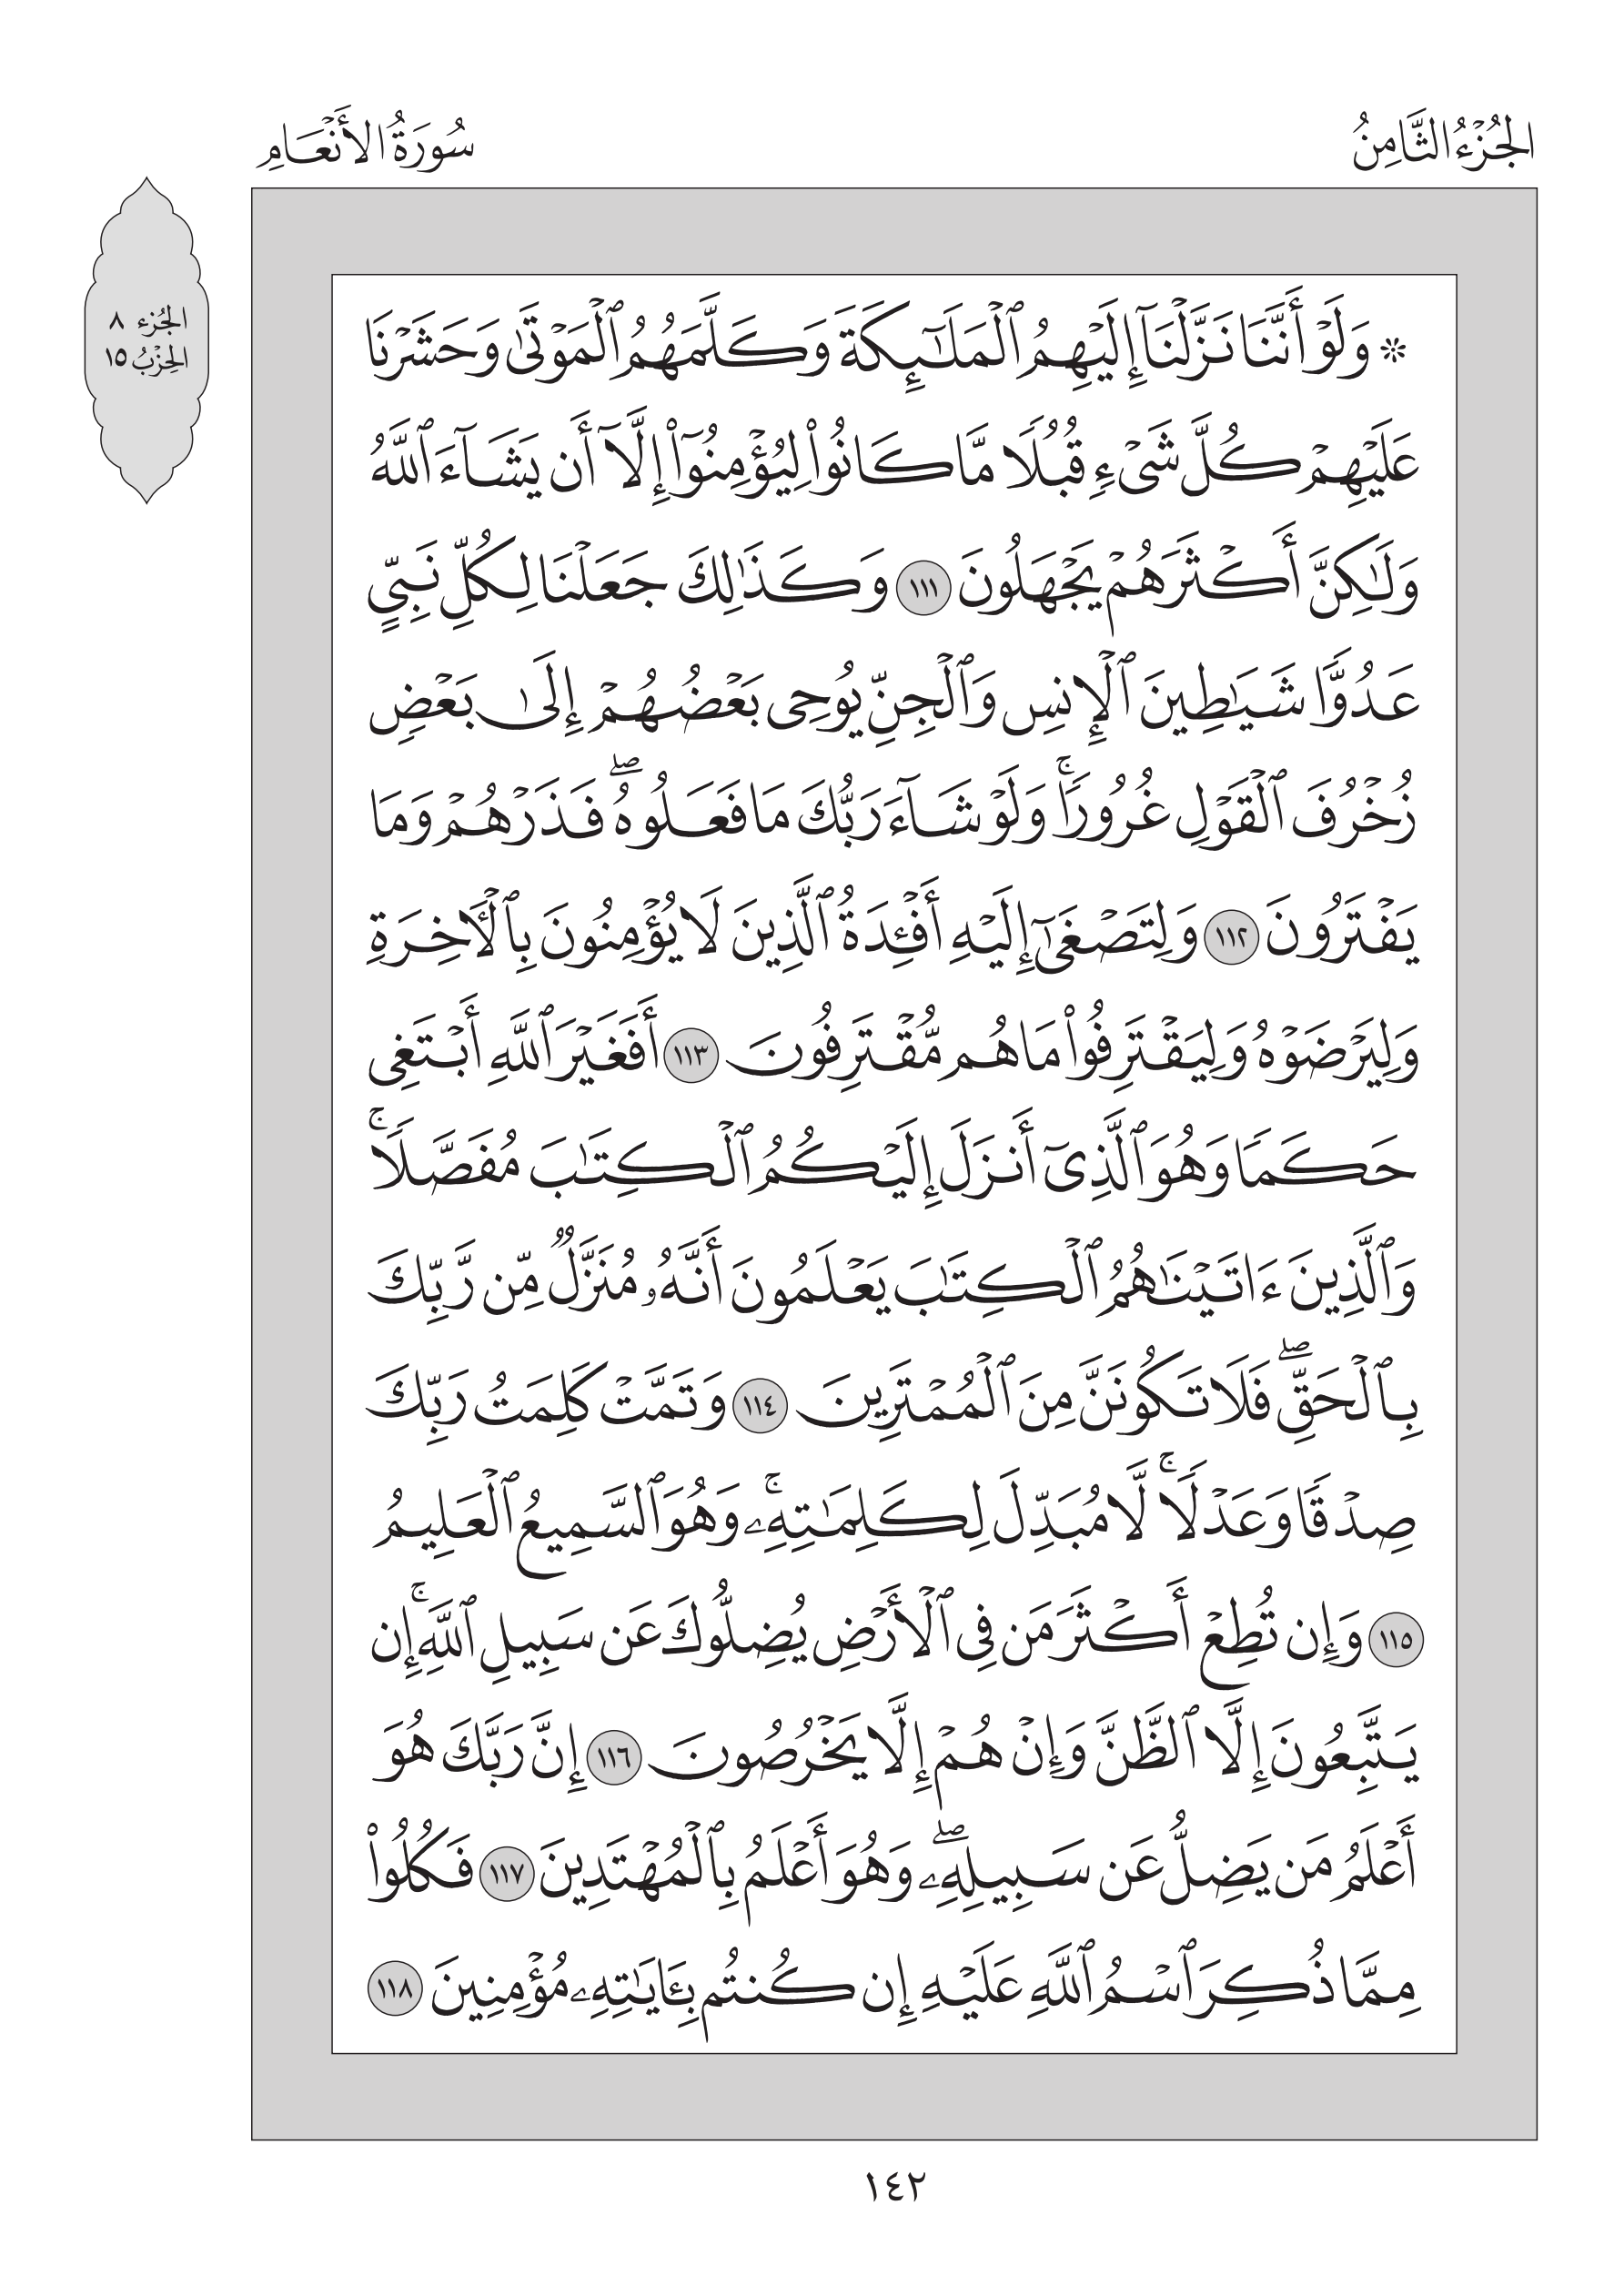 الجُزْءُ الثَّامِنُ
سُورَةُ الأَنْعَامِ
الجُزء ٨
الحِزْبُ ١٥
۞ وَلَوْ أَنَّنَا نَزَّلْنَآ إِلَيْهِمُ ٱلْمَلَـٰٓئِكَةَ وَكَلَّمَهُمُ ٱلْمَوْتَىٰ وَحَشَرْنَا
عَلَيْهِمْ كُلَّ شَىْءٍ قُبُلًا مَّا كَانُوا۟ لِيُؤْمِنُوٓا۟ إِلَّآ أَن يَشَآءَ ٱللَّهُ
وَلَـٰكِنَّ أَكْثَرَهُمْ يَجْهَلُونَ ١١١ وَكَذَٰلِكَ جَعَلْنَا لِكُلِّ نَبِىٍّ
عَدُوًّا شَيَـٰطِينَ ٱلْإِنسِ وَٱلْجِنِّ يُوحِى بَعْضُهُمْ إِلَىٰ بَعْضٍ
زُخْرُفَ ٱلْقَوْلِ غُرُورًا ۚ وَلَوْ شَآءَ رَبُّكَ مَا فَعَلُوهُ ۖ فَذَرْهُمْ وَمَا
يَفْتَرُونَ ١١٢ وَلِتَصْغَىٰٓ إِلَيْهِ أَفْـِٔدَةُ ٱلَّذِينَ لَا يُؤْمِنُونَ بِٱلْـَٔاخِرَةِ
وَلِيَرْضَوْهُ وَلِيَقْتَرِفُوا۟ مَا هُم مُّقْتَرِفُونَ ١١٣ أَفَغَيْرَ ٱللَّهِ أَبْتَغِى
حَكَمًا وَهُوَ ٱلَّذِىٓ أَنزَلَ إِلَيْكُمُ ٱلْكِتَـٰبَ مُفَصَّلًا ۚ
وَٱلَّذِينَ ءَاتَيْنَـٰهُمُ ٱلْكِتَـٰبَ يَعْلَمُونَ أَنَّهُۥ مُنَزَّلٌ مِّن رَّبِّكَ
بِٱلْحَقِّ ۖ فَلَا تَكُونَنَّ مِنَ ٱلْمُمْتَرِينَ ١١٤ وَتَمَّتْ كَلِمَتُ رَبِّكَ
صِدْقًا وَعَدْلًا ۚ لَّا مُبَدِّلَ لِكَلِمَـٰتِهِۦ ۚ وَهُوَ ٱلسَّمِيعُ ٱلْعَلِيمُ
١١٥ وَإِن تُطِعْ أَكْثَرَ مَن فِى ٱلْأَرْضِ يُضِلُّوكَ عَن سَبِيلِ ٱللَّهِ ۚ إِن
يَتَّبِعُونَ إِلَّا ٱلظَّنَّ وَإِنْ هُمْ إِلَّا يَخْرُصُونَ ١١٦ إِنَّ رَبَّكَ هُوَ
أَعْلَمُ مَن يَضِلُّ عَن سَبِيلِهِۦ ۖ وَهُوَ أَعْلَمُ بِٱلْمُهْتَدِينَ ١١٧ فَكُلُوا۟
مِمَّا ذُكِرَ ٱسْمُ ٱللَّهِ عَلَيْهِ إِن كُنتُم بِـَٔايَـٰتِهِۦ مُؤْمِنِينَ ١١٨
١٤٢